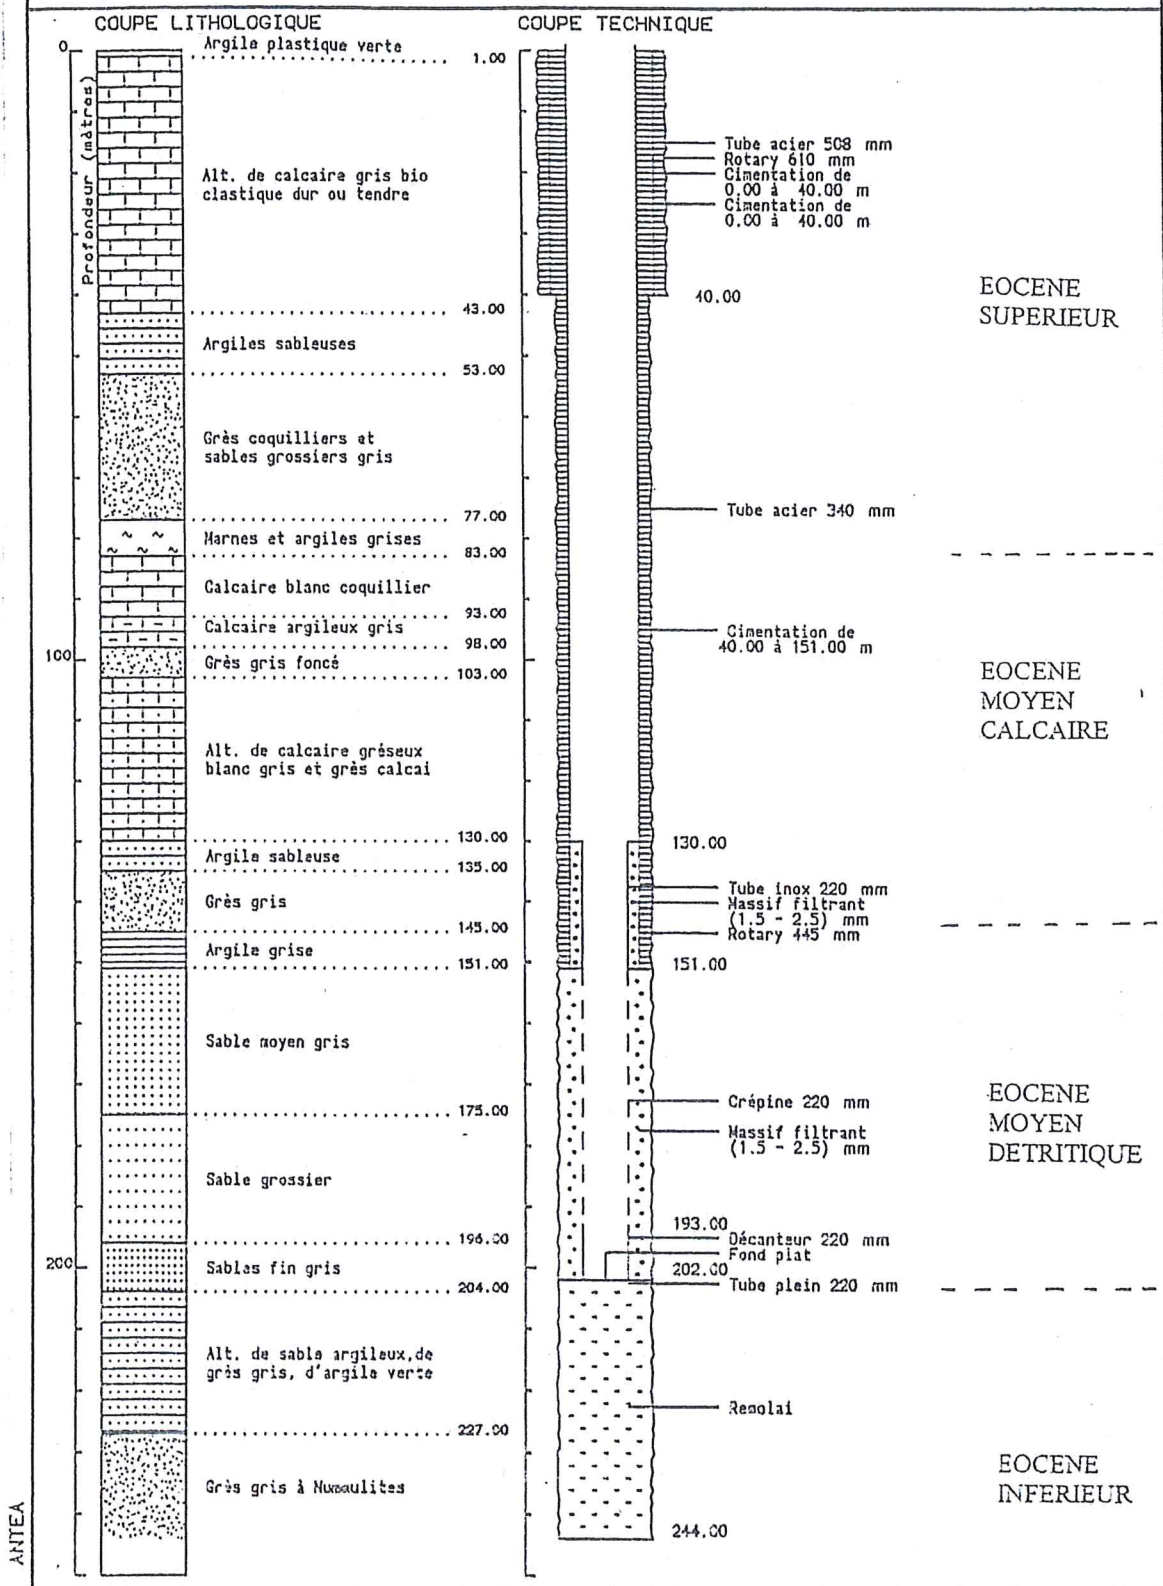 COUPE LITHOLOGIQUE
COUPE TECHNIQUE
Profondeur (mètres)
0
100
200
Argile plastique verte
1.00
Alt. de calcaire gris bio
clastique dur ou tendre
43.00
Argiles sableuses
53.00
Grès coquilliers et
sables grossiers gris
77.00
Marnes et argiles grises
83.00
Calcaire blanc coquillier
93.00
Calcaire argileux gris
98.00
Grès gris foncé
103.00
Alt. de calcaire gréseux
blanc gris et grès calcai
130.00
Argile sableuse
135.00
Grès gris
145.00
Argile grise
151.00
Sable moyen gris
175.00
Sable grossier
196.00
Sables fin gris
204.00
Alt. de sable argileux,de
grès gris, d'argile verte
227.00
Grès gris à Nummulites
Tube acier 508 mm
Rotary 610 mm
Cimentation de
0.00 à 40.00 m
Cimentation de
0.00 à 40.00 m
40.00
Tube acier 340 mm
Cimentation de
40.00 à 151.00 m
130.00
Tube inox 220 mm
Massif filtrant
(1.5 - 2.5) mm
Rotary 445 mm
151.00
Crépine 220 mm
Massif filtrant
(1.5 - 2.5) mm
193.00
Décanteur 220 mm
Fond plat
202.00
Tube plein 220 mm
Remolai
244.00
EOCENE
SUPERIEUR
EOCENE
MOYEN
CALCAIRE
EOCENE
MOYEN
DETRITIQUE
EOCENE
INFERIEUR
ANTEA